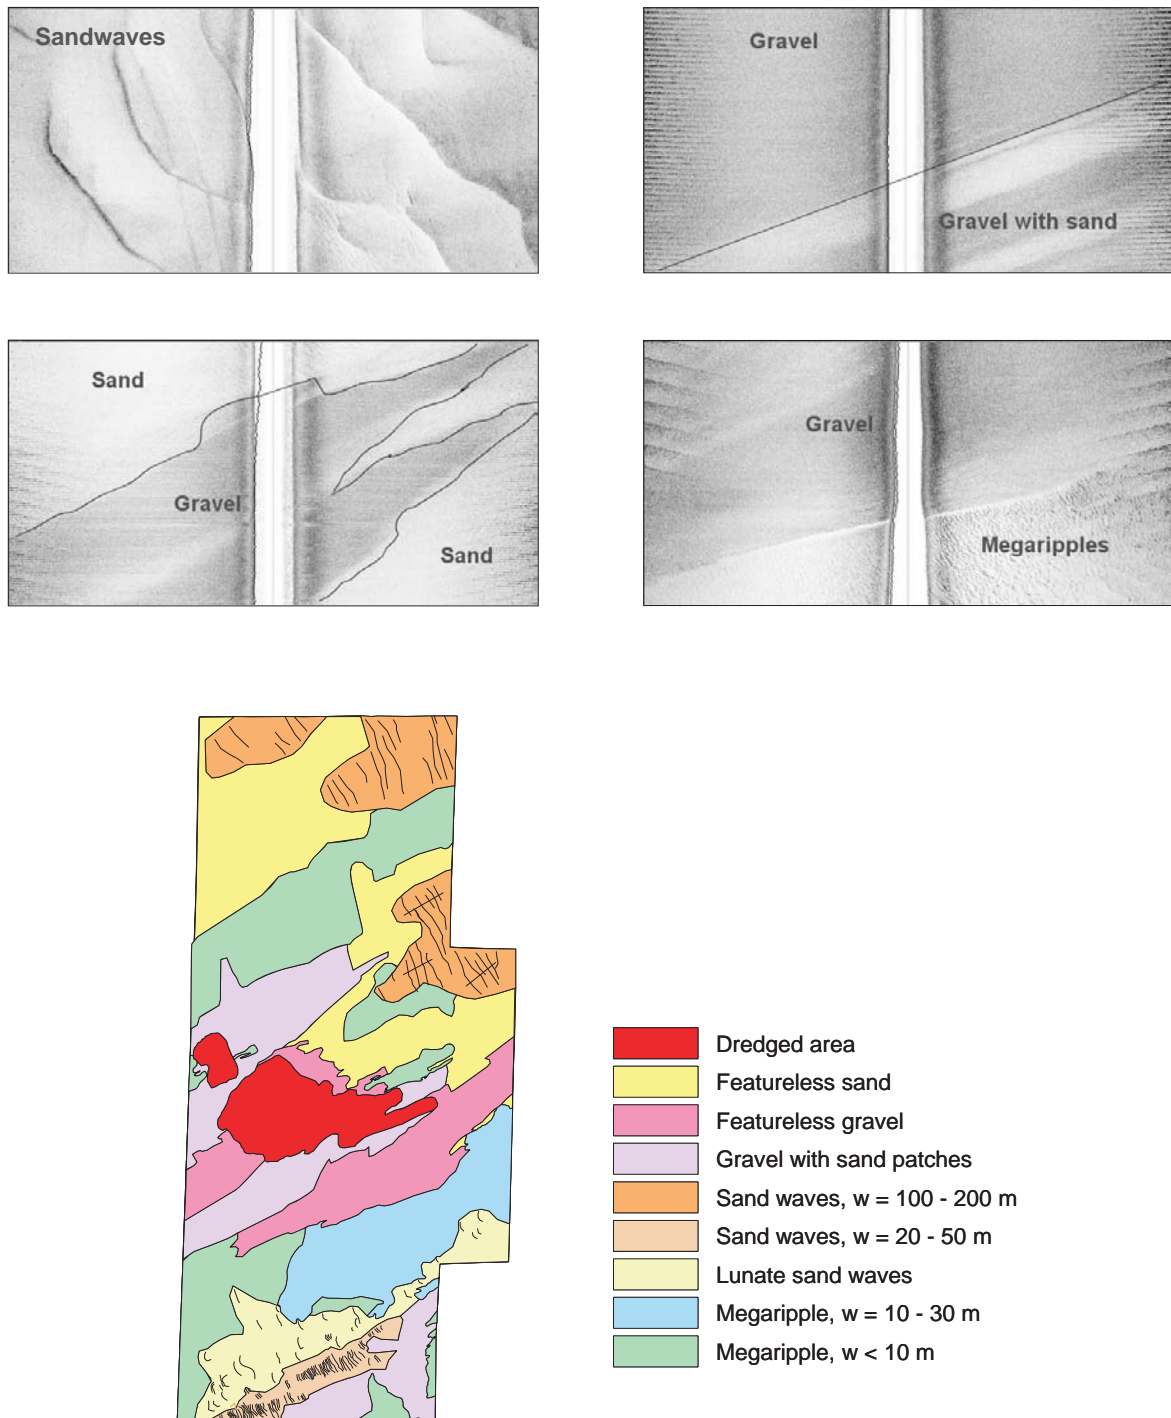 Sandwaves
Gravel
Gravel with sand
Sand
Gravel
Sand
Gravel
Megaripples
Dredged area
Featureless sand
Featureless gravel
Gravel with sand patches
Sand waves, w = 100 - 200 m
Sand waves, w = 20 - 50 m
Lunate sand waves
Megaripple, w = 10 - 30 m
Megaripple, w < 10 m